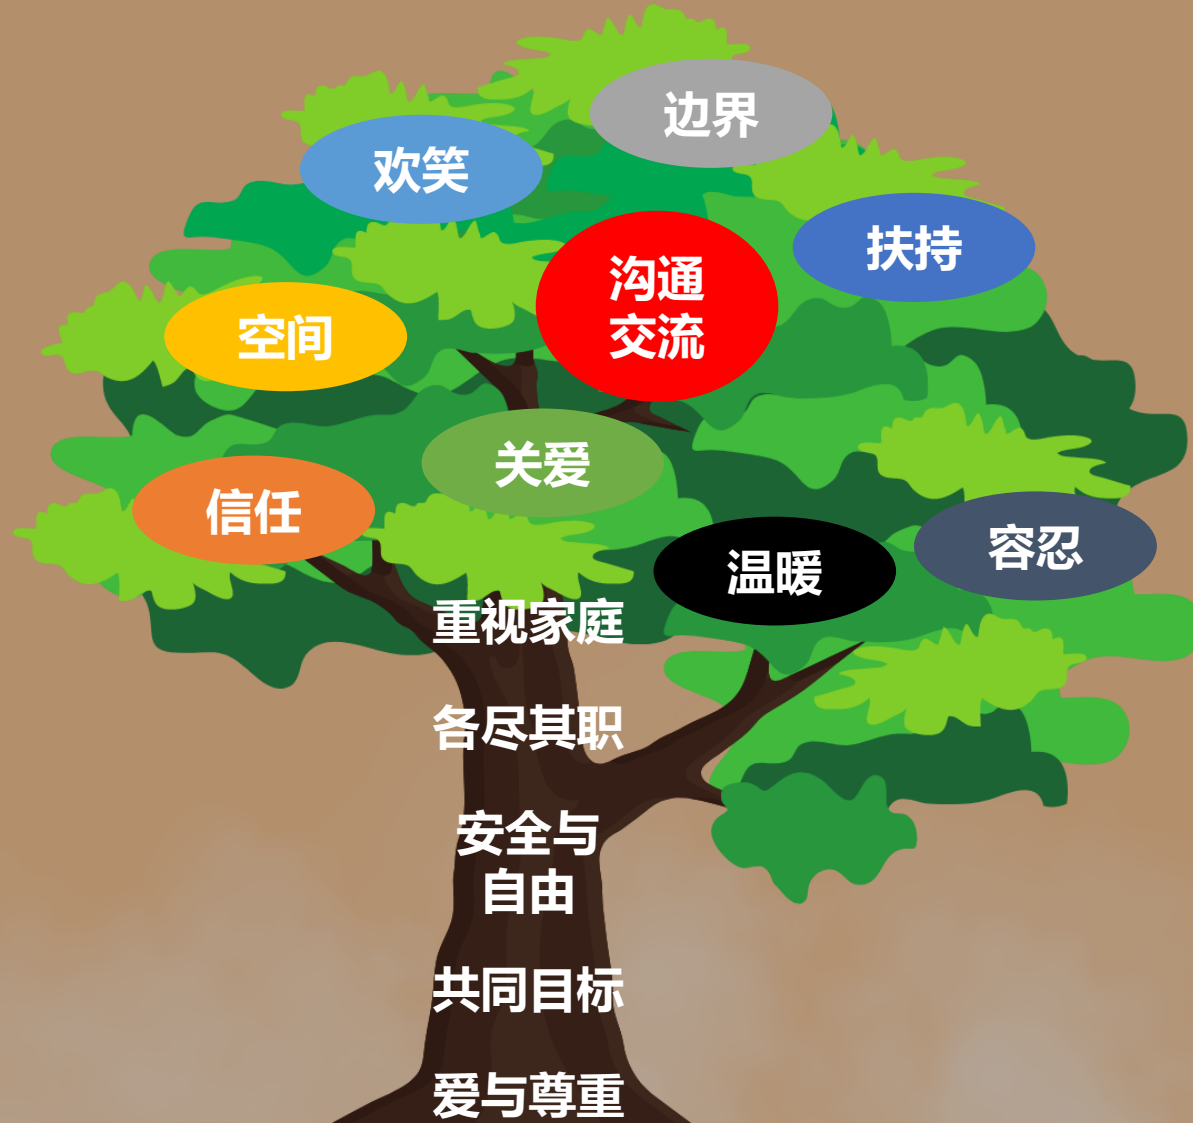 边界
欢笑
扶持
沟通
交流
空间
关爱
信任
容忍
温暖
重视家庭
各尽其职
安全与
自由
共同目标
爱与尊重